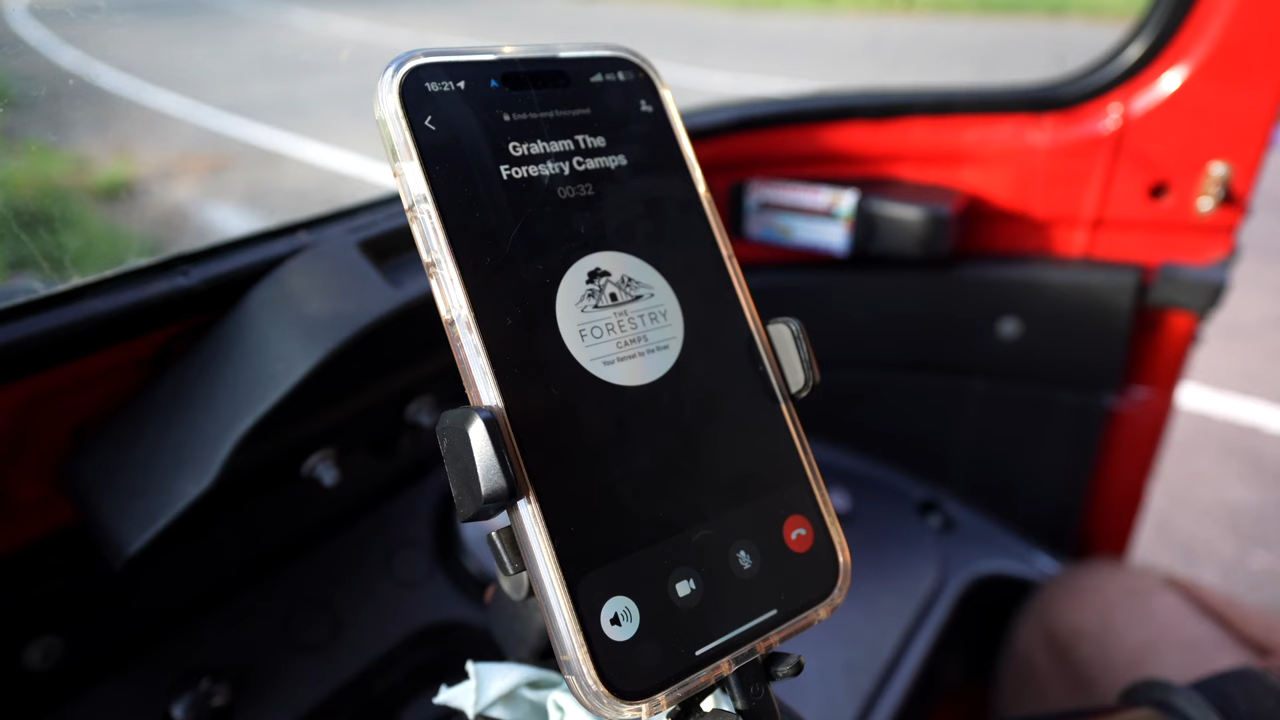 16:21
4G
End-to-end Encrypted
Graham The
Forestry Camps
00:32
THE
FORESTRY
CAMPS
Your Retreat by the River